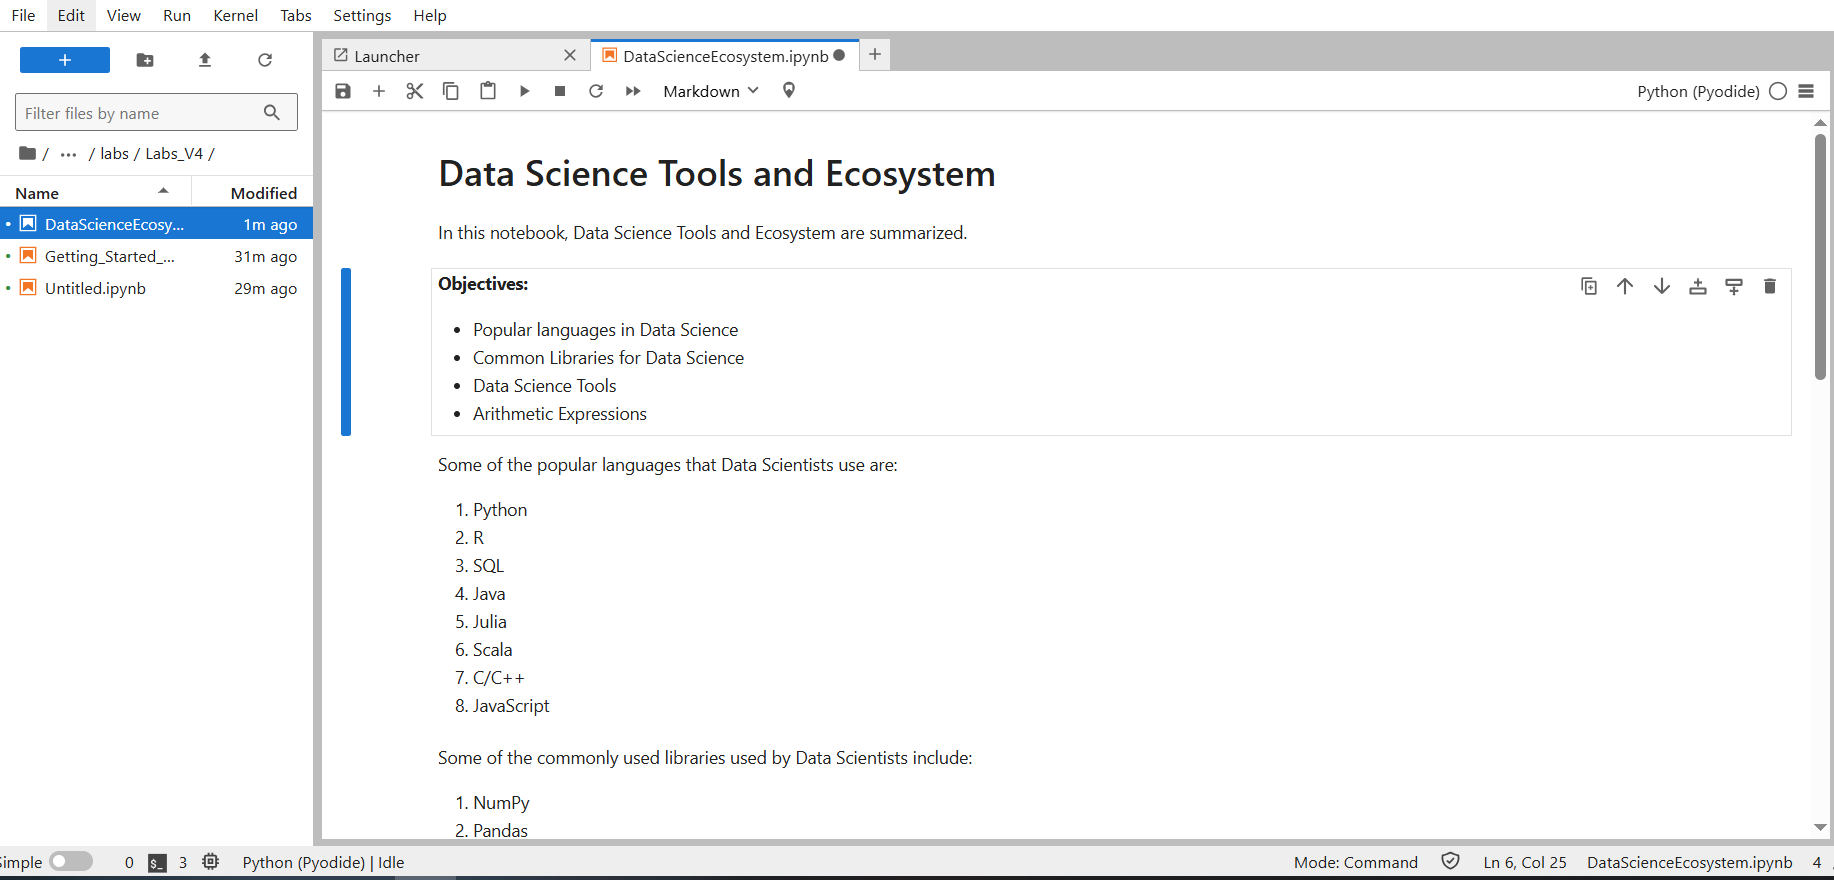 File Edit View Run Kernel Tabs Settings Help
Launcher
DataScienceEcosystem.ipynb
Markdown
Python (Pyodide)
Filter files by name
/ ... / labs / Labs_V4 /
Name Modified
DataScienceEcosy... 1m ago
Getting_Started_... 31m ago
Untitled.ipynb 29m ago
Data Science Tools and Ecosystem
In this notebook, Data Science Tools and Ecosystem are summarized.
Objectives:
• Popular languages in Data Science
• Common Libraries for Data Science
• Data Science Tools
• Arithmetic Expressions
Some of the popular languages that Data Scientists use are:
1. Python
2. R
3. SQL
4. Java
5. Julia
6. Scala
7. C/C++
8. JavaScript
Some of the commonly used libraries used by Data Scientists include:
1. NumPy
2. Pandas
imple 0 $_ 3 Python (Pyodide) | Idle Mode: Command Ln 6, Col 25 DataScienceEcosystem.ipynb 4